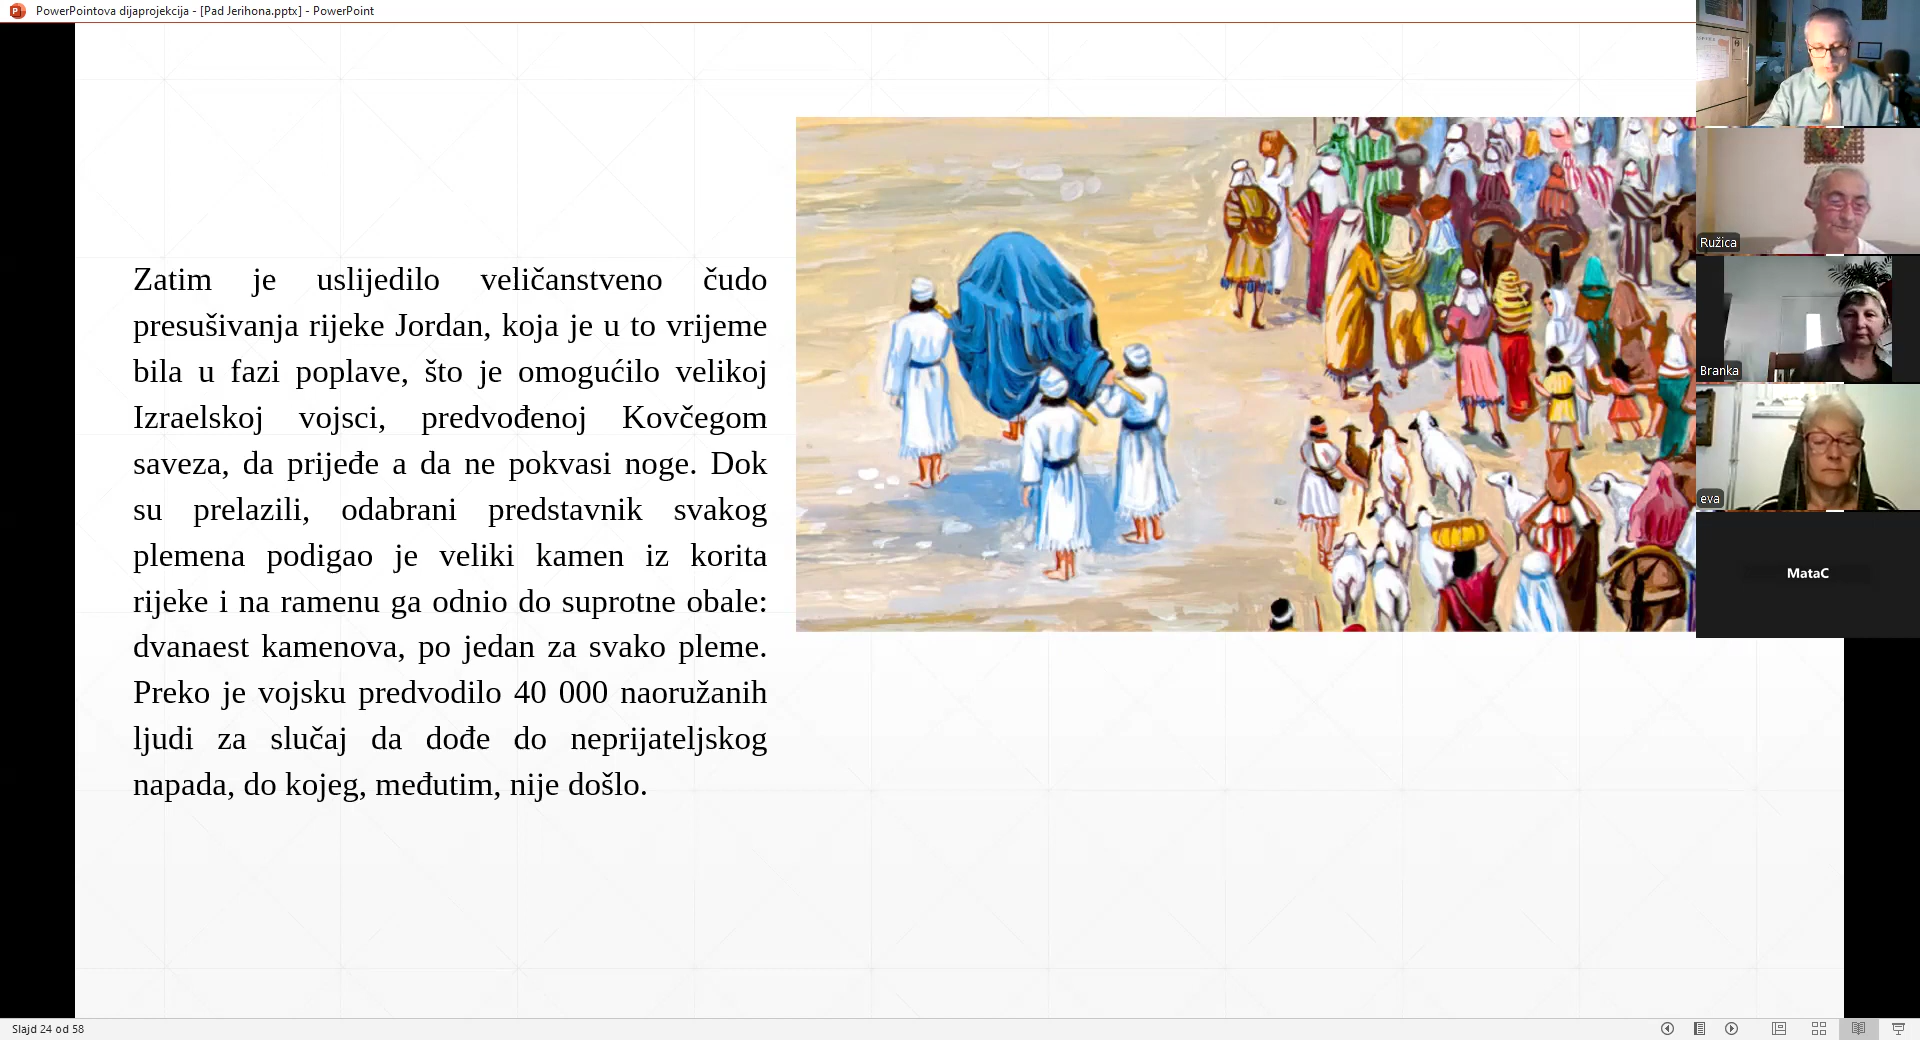 PowerPointova dijaprojekcija - [Pad Jerihona.pptx] - PowerPoint
Zatim je uslijedilo veličanstveno čudo
presušivanja rijeke Jordan, koja je u to vrijeme
bila u fazi poplave, što je omogućilo velikoj
Izraelskoj vojsci, predvođenoj Kovčegom
saveza, da prijeđe a da ne pokvasi noge. Dok
su prelazili, odabrani predstavnik svakog
plemena podigao je veliki kamen iz korita
rijeke i na ramenu ga odnio do suprotne obale:
dvanaest kamenova, po jedan za svako pleme.
Preko je vojsku predvodilo 40 000 naoružanih
ljudi za slučaj da dođe do neprijateljskog
napada, do kojeg, međutim, nije došlo.
Ružica
Branka
eva
MataC
Slajd 24 od 58